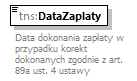 tns:DataZaplaty
Data dokonania zapłaty w
przypadku korekt
dokonanych zgodnie z art.
89a ust. 4 ustawy